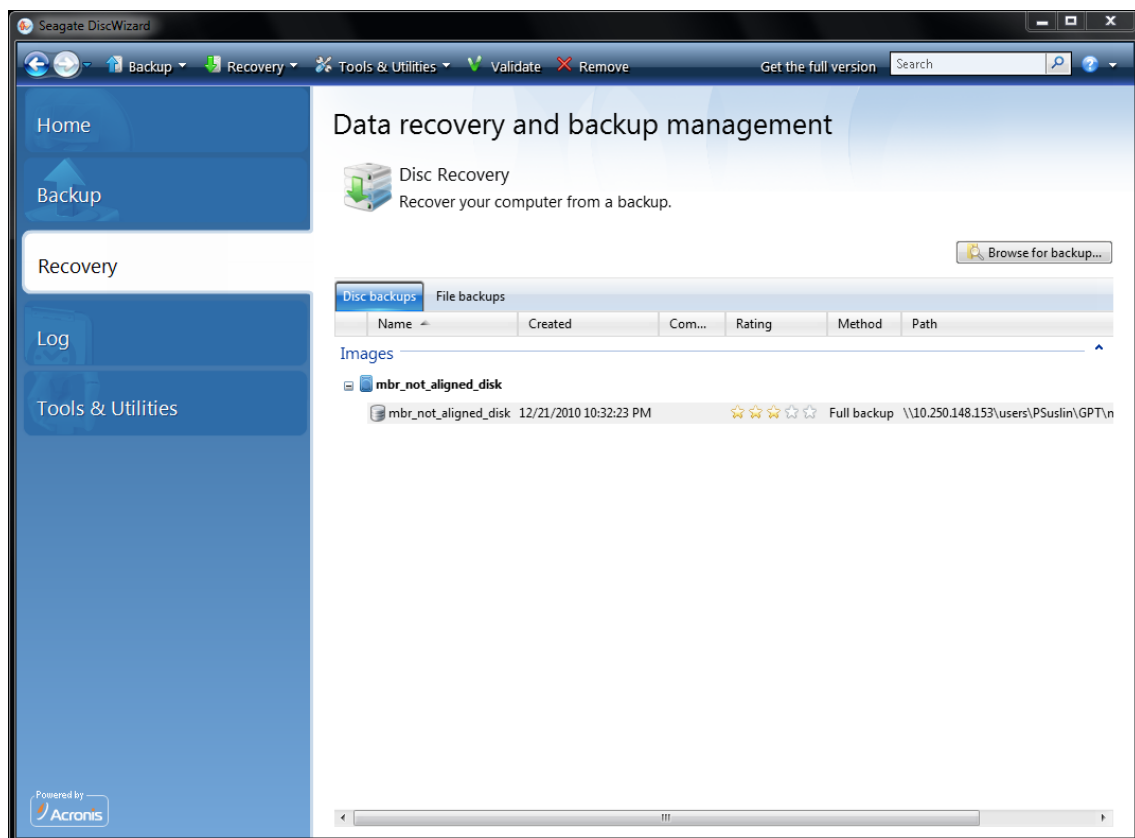 Seagate DiscWizard
Backup Recovery Tools & Utilities Validate Remove Get the full version Search
Home
Backup
Recovery
Log
Tools & Utilities
Powered by
Acronis
Data recovery and backup management
Disc Recovery
Recover your computer from a backup.
Browse for backup...
Disc backups File backups
Name Created Com... Rating Method Path
Images
mbr_not_aligned_disk
mbr_not_aligned_disk 12/21/2010 10:32:23 PM Full backup \\10.250.148.153\users\PSuslin\GPT\n